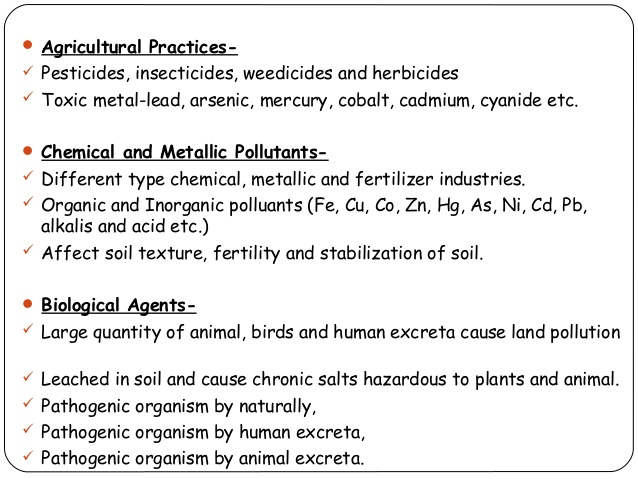 Agricultural Practices-
Pesticides, insecticides, weedicides and herbicides
Toxic metal-lead, arsenic, mercury, cobalt, cadmium, cyanide etc.
Chemical and Metallic Pollutants-
Different type chemical, metallic and fertilizer industries.
Organic and Inorganic polluants (Fe, Cu, Co, Zn, Hg, As, Ni, Cd, Pb,
alkalis and acid etc.)
Affect soil texture, fertility and stabilization of soil.
Biological Agents-
Large quantity of animal, birds and human excreta cause land pollution
Leached in soil and cause chronic salts hazardous to plants and animal.
Pathogenic organism by naturally,
Pathogenic organism by human excreta,
Pathogenic organism by animal excreta.